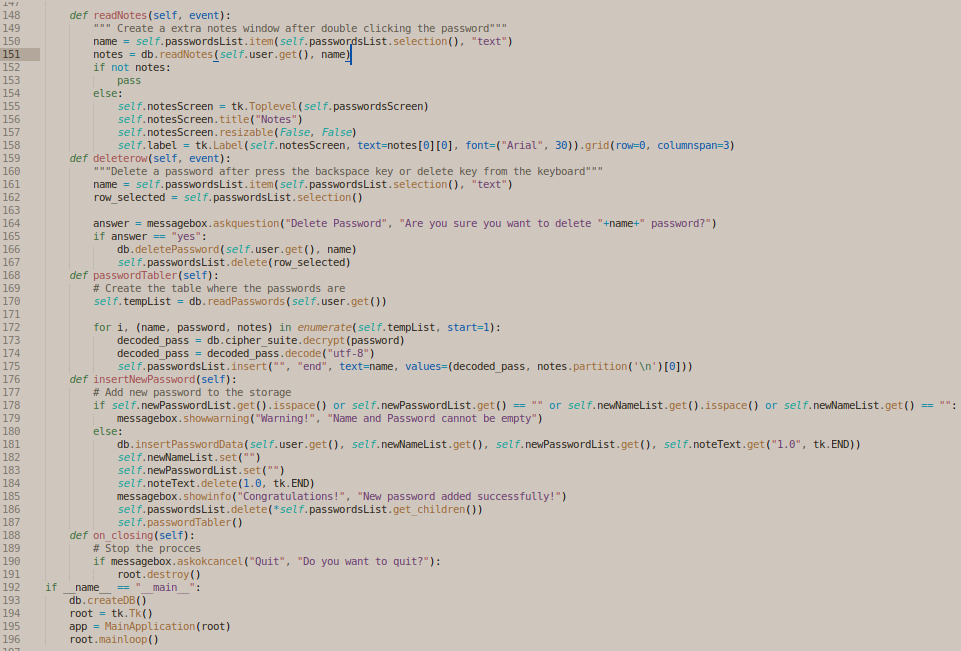 148 def readNotes(self, event):
149 """ Create a extra notes window after double clicking the password"""
150 name = self.passwordsList.item(self.passwordsList.selection(), "text")
151 notes = db.readNotes(self.user.get(), name)
152 if not notes:
153 pass
154 else:
155 self.notesScreen = tk.Toplevel(self.passwordsScreen)
156 self.notesScreen.title("Notes")
157 self.notesScreen.resizable(False, False)
158 self.label = tk.Label(self.notesScreen, text=notes[0][0], font=("Arial", 30)).grid(row=0, columnspan=3)
159 def deleterow(self, event):
160 """Delete a password after press the backspace key or delete key from the keyboard"""
161 name = self.passwordsList.item(self.passwordsList.selection(), "text")
162 row_selected = self.passwordsList.selection()
163
164 answer = messagebox.askquestion("Delete Password", "Are you sure you want to delete "+name+" password?")
165 if answer == "yes":
166 db.deletePassword(self.user.get(), name)
167 self.passwordsList.delete(row_selected)
168 def passwordTabler(self):
169 # Create the table where the passwords are
170 self.tempList = db.readPasswords(self.user.get())
171
172 for i, (name, password, notes) in enumerate(self.tempList, start=1):
173 decoded_pass = db.cipher_suite.decrypt(password)
174 decoded_pass = decoded_pass.decode("utf-8")
175 self.passwordsList.insert("", "end", text=name, values=(decoded_pass, notes.partition('\n')[0]))
176 def insertNewPassword(self):
177 # Add new password to the storage
178 if self.newPasswordList.get().isspace() or self.newPasswordList.get() == "" or self.newNameList.get().isspace() or self.newNameList.get() == "":
179 messagebox.showwarning("Warning!", "Name and Password cannot be empty")
180 else:
181 db.insertPasswordData(self.user.get(), self.newNameList.get(), self.newPasswordList.get(), self.noteText.get("1.0", tk.END))
182 self.newNameList.set("")
183 self.newPasswordList.set("")
184 self.noteText.delete(1.0, tk.END)
185 messagebox.showinfo("Congratulations!", "New password added successfully!")
186 self.passwordsList.delete(*self.passwordsList.get_children())
187 self.passwordTabler()
188 def on_closing(self):
189 # Stop the procces
190 if messagebox.askokcancel("Quit", "Do you want to quit?"):
191 root.destroy()
192 if __name__ == "__main__":
193 db.createDB()
194 root = tk.Tk()
195 app = MainApplication(root)
196 root.mainloop()